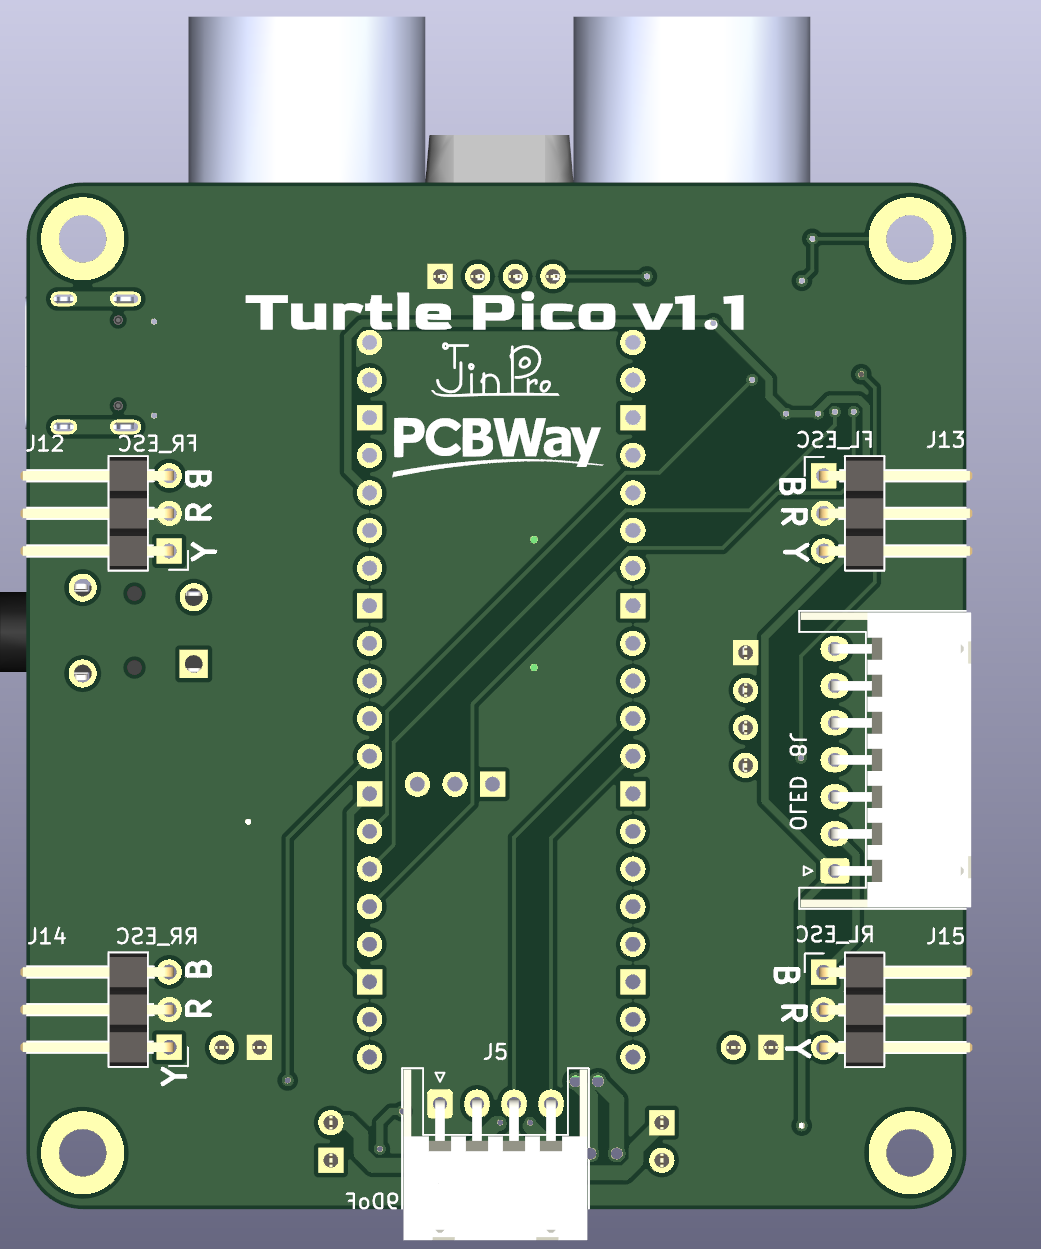 Turtle Pico v1.1
JinPro
PCBWay
J12
FR_ESC
B
R
Y
FL_ESC
J13
B
R
Y
OLED J8
J14
RR_ESC
B
R
Y
RL_ESC
J15
B
R
Y
J5
9DoF